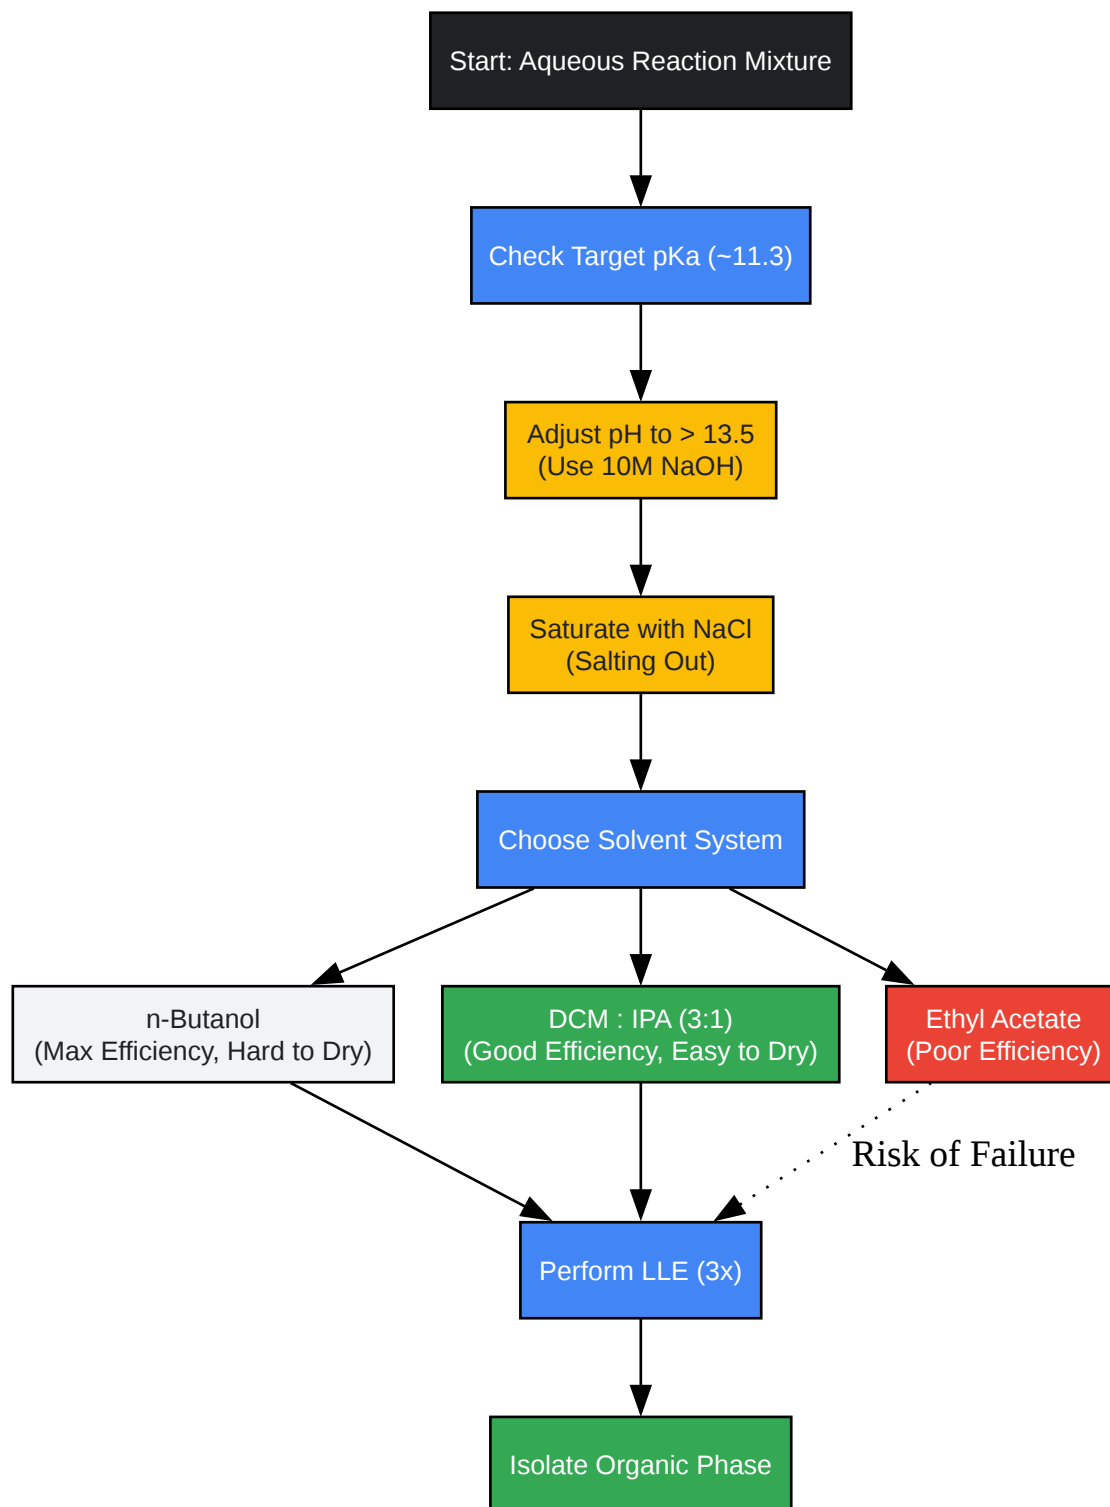 Start: Aqueous Reaction Mixture
Check Target pKa (~11.3)
Adjust pH to > 13.5
(Use 10M NaOH)
Saturate with NaCl
(Salting Out)
Choose Solvent System
n-Butanol
(Max Efficiency, Hard to Dry)
DCM : IPA (3:1)
(Good Efficiency, Easy to Dry)
Ethyl Acetate
(Poor Efficiency)
Risk of Failure
Perform LLE (3x)
Isolate Organic Phase